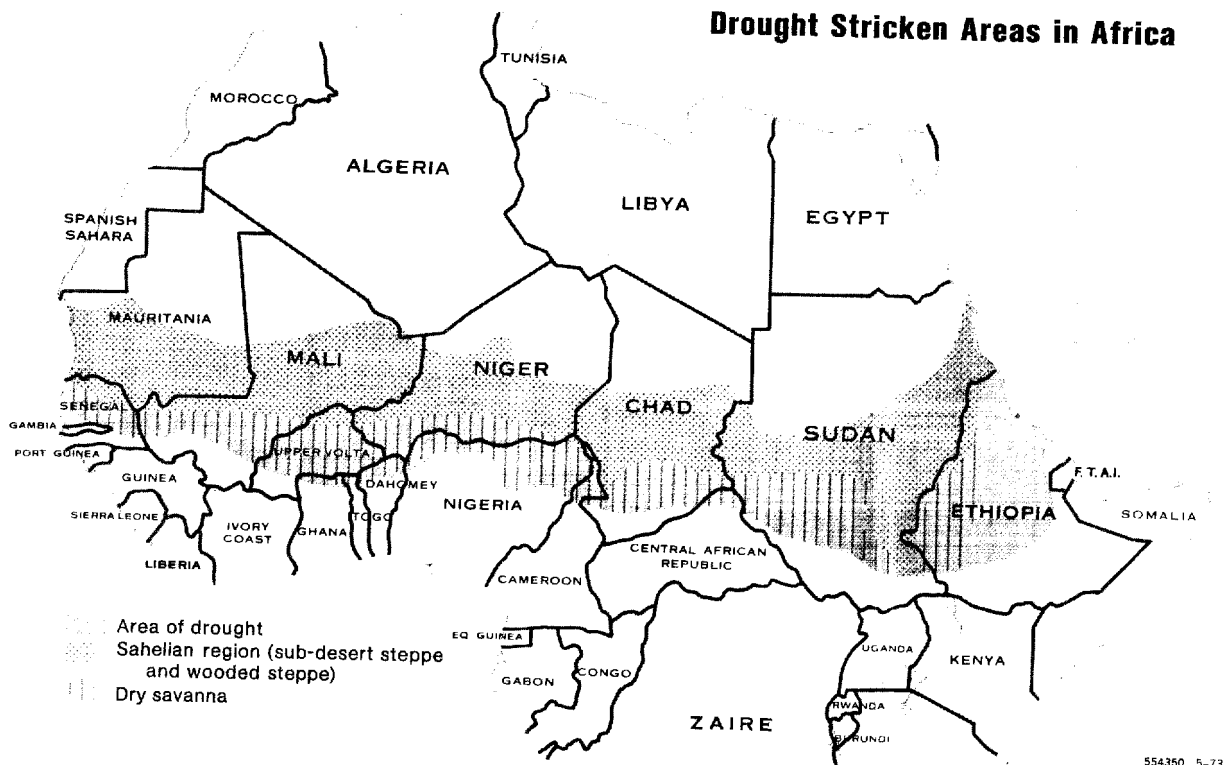 Drought Stricken Areas in Africa
TUNISIA
MOROCCO
ALGERIA
LIBYA
EGYPT
SPANISH
SAHARA
MAURITANIA
MALI
NIGER
CHAD
SUDAN
SENEGAL
GAMBIA
PORT GUINEA
UPPER VOLTA
GUINEA
DAHOMEY
NIGERIA
F.T.A.I.
ETHIOPIA
SOMALIA
SIERRA LEONE
IVORY
COAST
GHANA
TOGO
LIBERIA
CENTRAL AFRICAN
REPUBLIC
CAMEROON
Area of drought
Sahelian region (sub-desert steppe
and wooded steppe)
Dry savanna
EQ GUINEA
GABON
CONGO
UGANDA
KENYA
ZAIRE
RWANDA
BURUNDI
554350 5-73